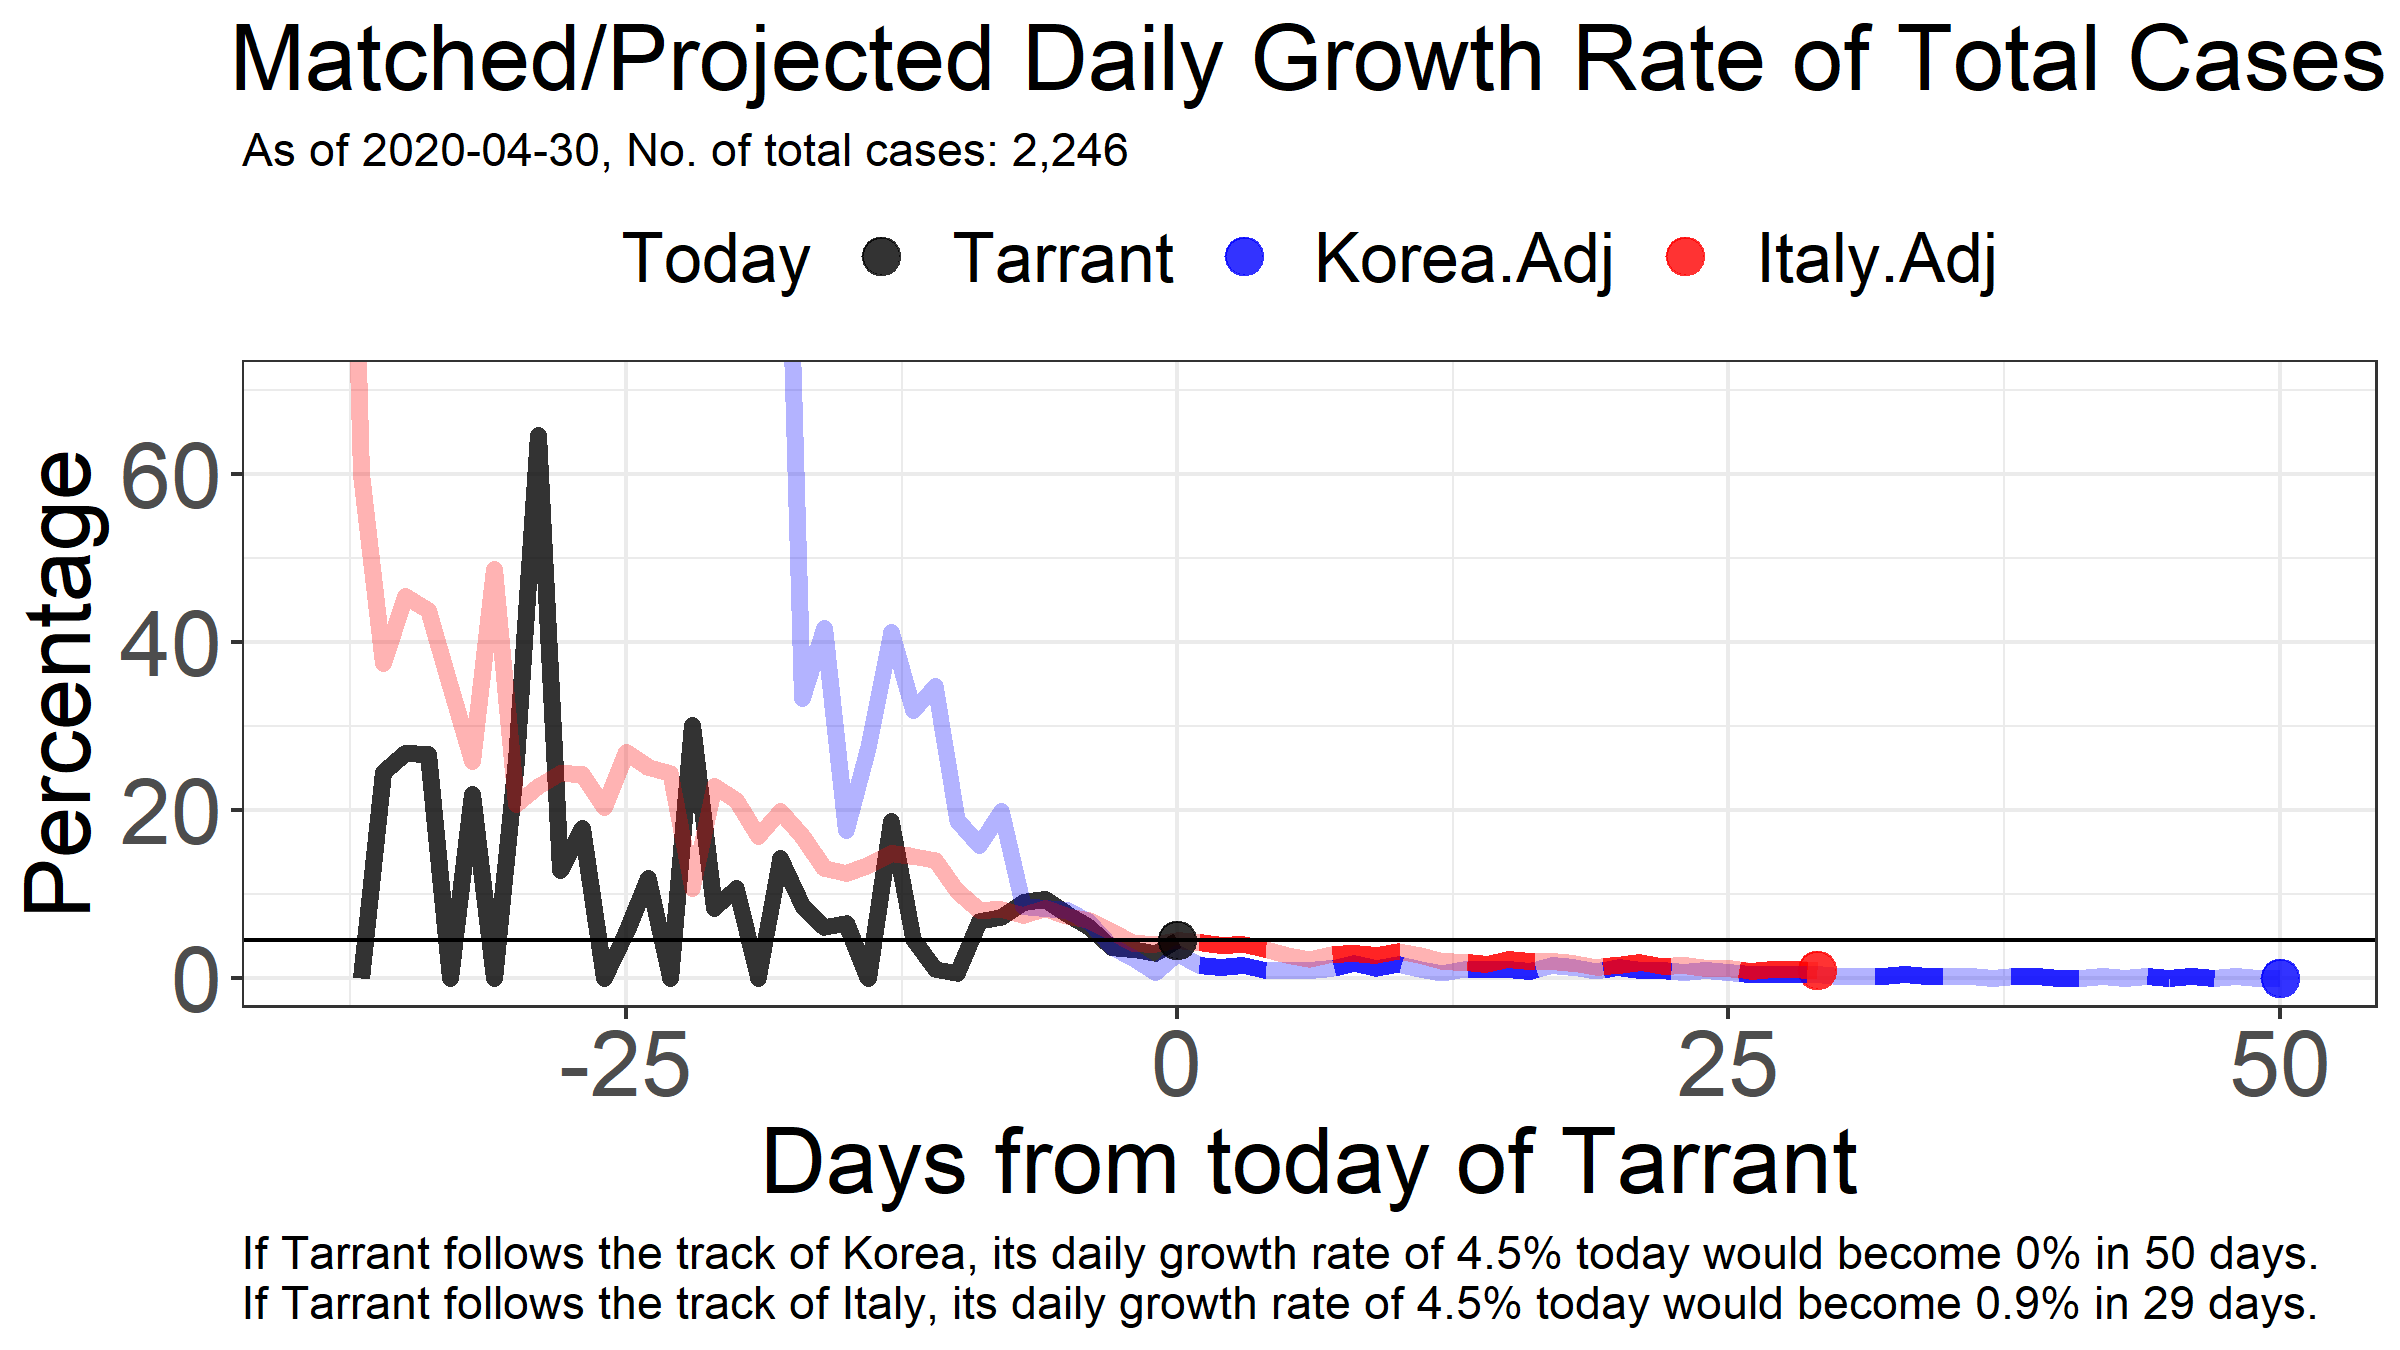 Matched/Projected Daily Growth Rate of Total Cases
As of 2020-04-30, No. of total cases: 2,246
Today Tarrant Korea.Adj Italy.Adj
Percentage
60
40
20
0
-25 0 25 50
Days from today of Tarrant
If Tarrant follows the track of Korea, its daily growth rate of 4.5% today would become 0% in 50 days.
If Tarrant follows the track of Italy, its daily growth rate of 4.5% today would become 0.9% in 29 days.